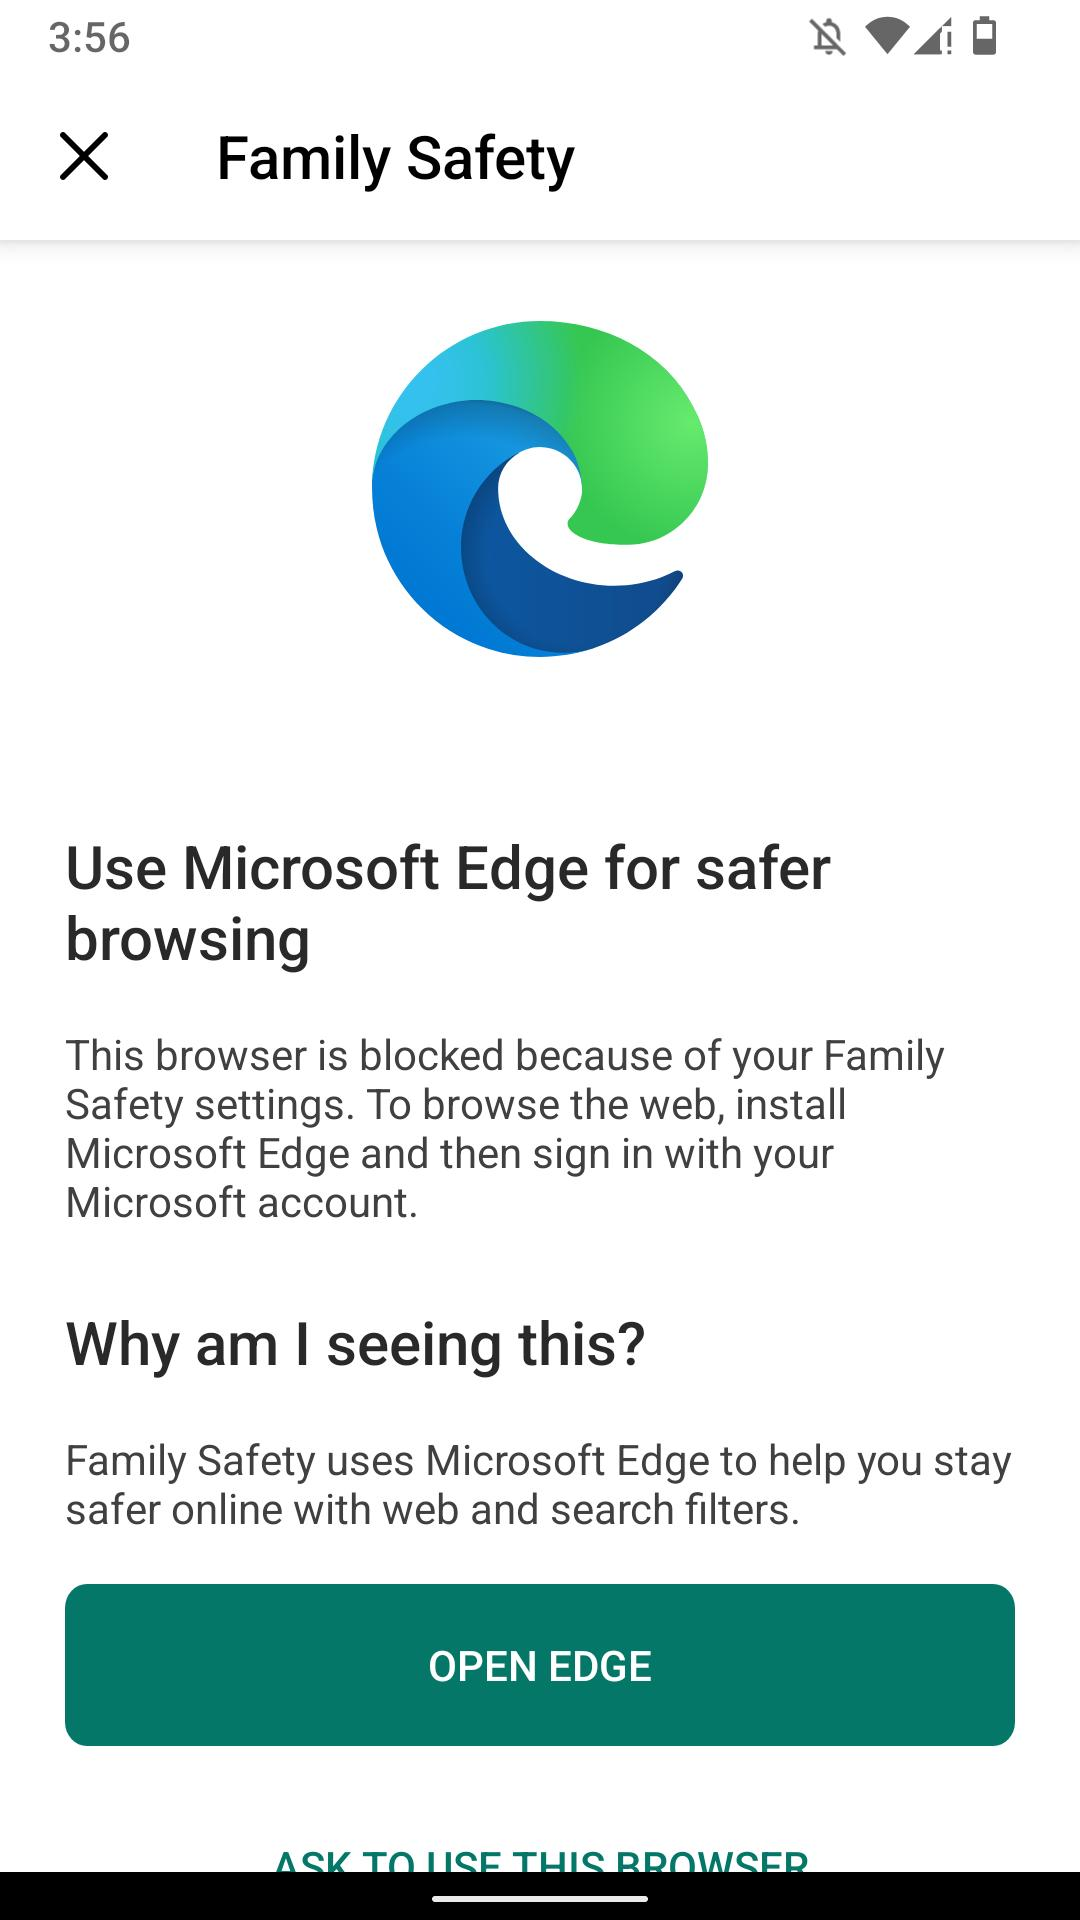 3:56
Family Safety
Use Microsoft Edge for safer
browsing
This browser is blocked because of your Family
Safety settings. To browse the web, install
Microsoft Edge and then sign in with your
Microsoft account.
Why am I seeing this?
Family Safety uses Microsoft Edge to help you stay
safer online with web and search filters.
OPEN EDGE
ASK TO USE THIS BROWSER